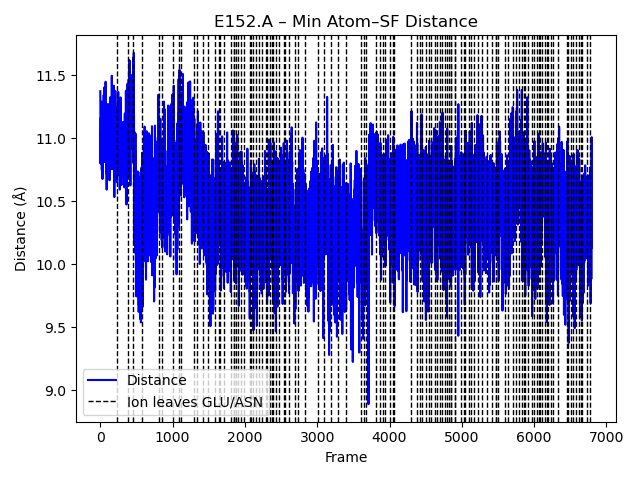 E152.A – Min Atom–SF Distance
Distance (Å)
11.5
11.0
10.5
10.0
9.5
9.0
Distance
Ion leaves GLU/ASN
0 1000 2000 3000 4000 5000 6000 7000
Frame